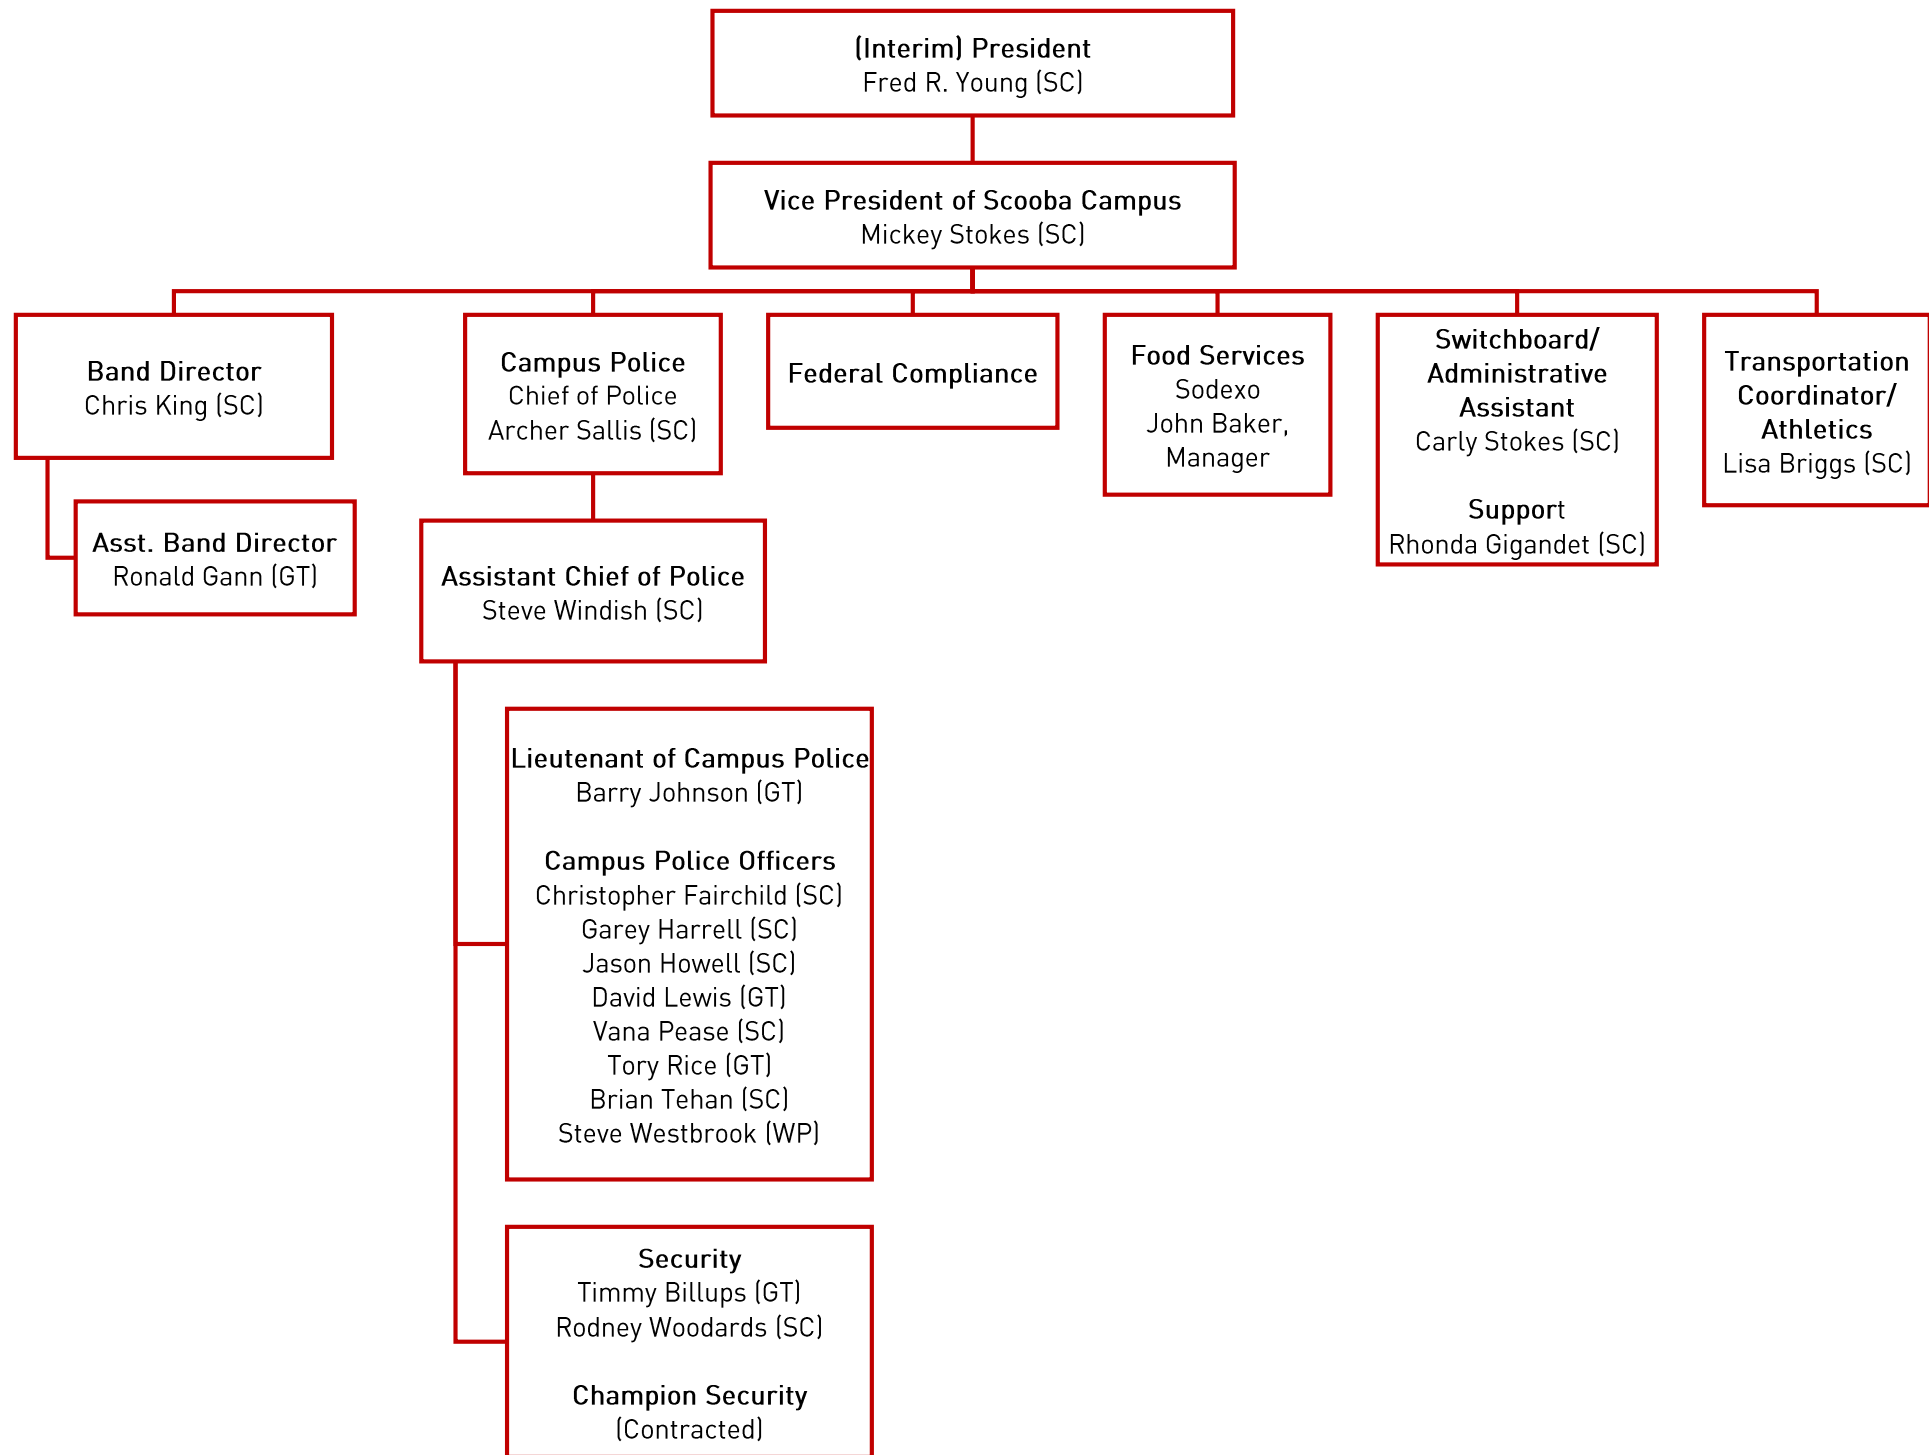 (Interim) President
Fred R. Young (SC)
Vice President of Scooba Campus
Mickey Stokes (SC)
Band Director
Chris King (SC)
Asst. Band Director
Ronald Gann (GT)
Campus Police
Chief of Police
Archer Sallis (SC)
Assistant Chief of Police
Steve Windish (SC)
Lieutenant of Campus Police
Barry Johnson (GT)
Campus Police Officers
Christopher Fairchild (SC)
Garey Harrell (SC)
Jason Howell (SC)
David Lewis (GT)
Vana Pease (SC)
Tory Rice (GT)
Brian Tehan (SC)
Steve Westbrook (WP)
Security
Timmy Billups (GT)
Rodney Woodards (SC)
Champion Security
(Contracted)
Federal Compliance
Food Services
Sodexo
John Baker,
Manager
Switchboard/
Administrative
Assistant
Carly Stokes (SC)
Support
Rhonda Gigandet (SC)
Transportation
Coordinator/
Athletics
Lisa Briggs (SC)